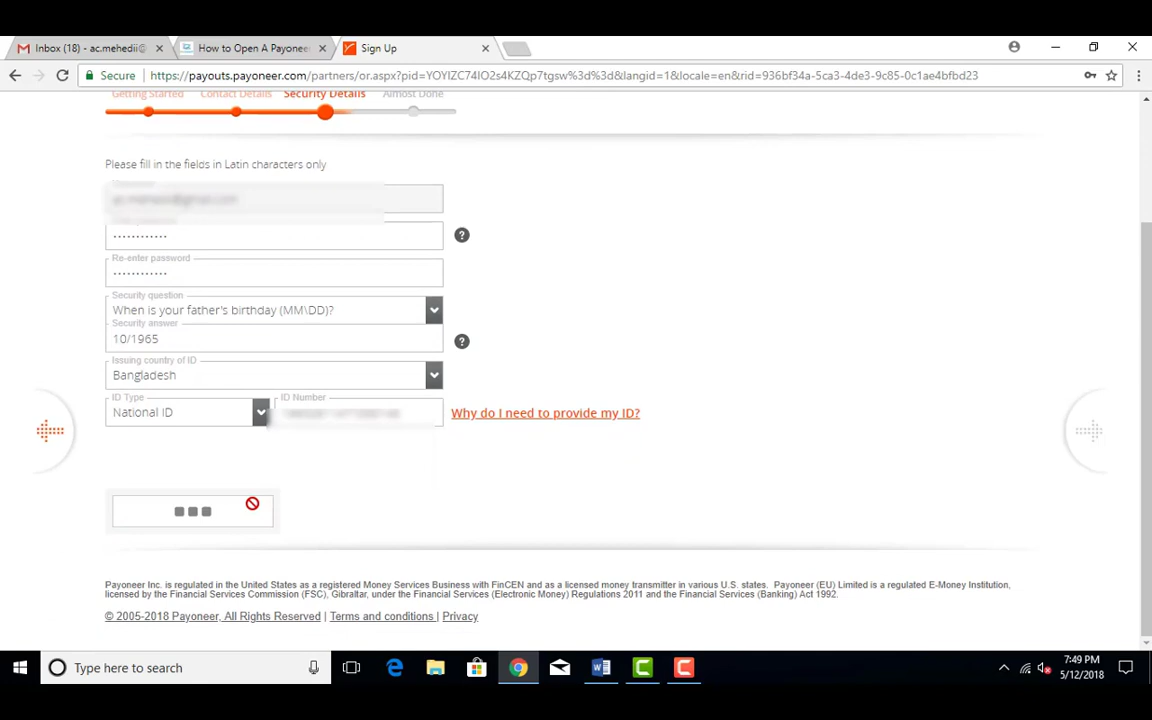 Inbox (18) - ac.mehedii@
How to Open A Payonee
Sign Up
Secure
https://payouts.payoneer.com/partners/or.aspx?pid=YOYIZC74IO2s4KZQp7tgsw%3d%3d&langid=1&locale=en&rid=936bf34a-5ca3-4de3-9c85-0c1ae4bfbd23
Getting Started
Contact Details
Security Details
Almost Done
Please fill in the fields in Latin characters only
Re-enter password
Security question
When is your father's birthday (MM\DD)?
Security answer
10/1965
Issuing country of ID
Bangladesh
ID Type
ID Number
National ID
Why do I need to provide my ID?
Payoneer Inc. is regulated in the United States as a registered Money Services Business with FinCEN and as a licensed money transmitter in various U.S. states. Payoneer (EU) Limited is a regulated E-Money Institution,
licensed by the Financial Services Commission (FSC), Gibraltar, under the Financial Services (Electronic Money) Regulations 2011 and the Financial Services (Banking) Act 1992.
© 2005-2018 Payoneer, All Rights Reserved | Terms and conditions | Privacy
Type here to search
7:49 PM
5/12/2018